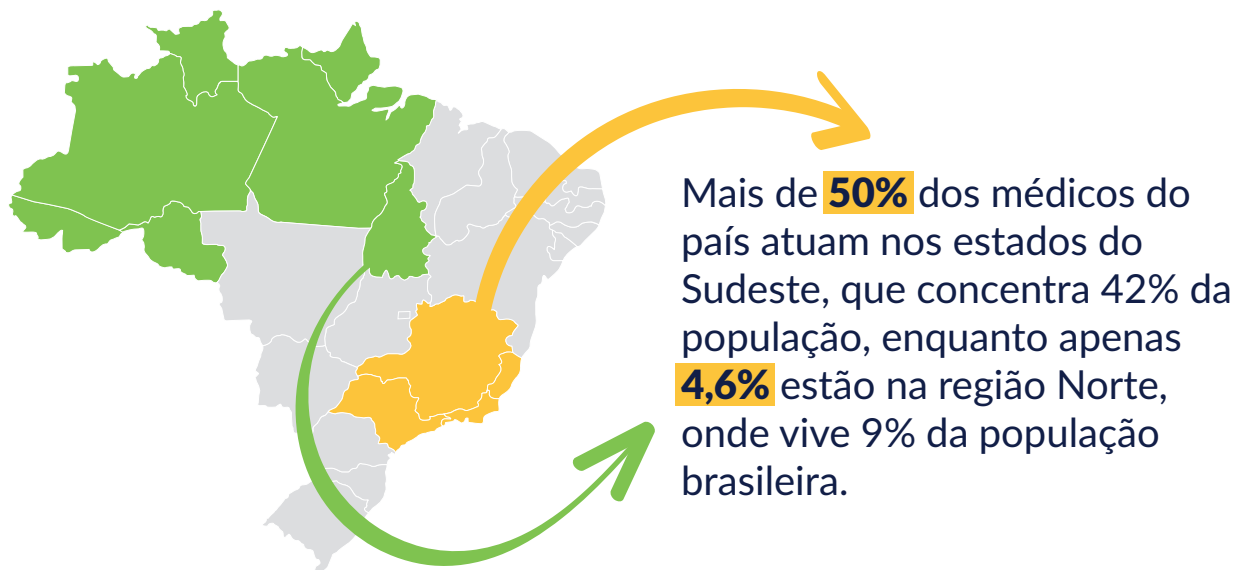 Mais de 50% dos médicos do
país atuam nos estados do
Sudeste, que concentra 42% da
população, enquanto apenas
4,6% estão na região Norte,
onde vive 9% da população
brasileira.